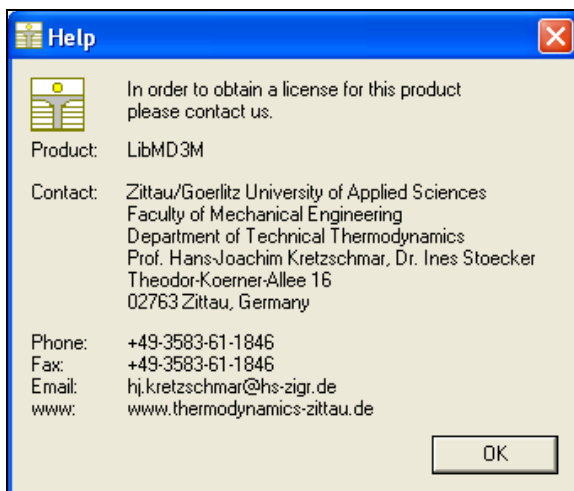 Help
In order to obtain a license for this product
please contact us.
Product: LibMD3M
Contact: Zittau/Goerlitz University of Applied Sciences
Faculty of Mechanical Engineering
Department of Technical Thermodynamics
Prof. Hans-Joachim Kretzschmar, Dr. Ines Stoecker
Theodor-Koerner-Allee 16
02763 Zittau, Germany
Phone: +49-3583-61-1846
Fax: +49-3583-61-1846
Email: hj.kretzschmar@hs-zigr.de
www: www.thermodynamics-zittau.de
OK